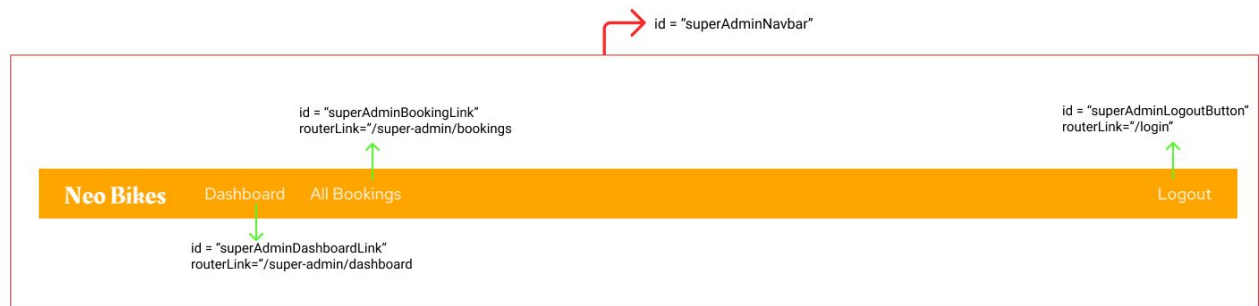 id = “superAdminNavbar”
id = “superAdminBookingLink”
routerLink=”/super-admin/bookings
id = “superAdminLogoutButton”
routerLink=”/login”
Neo Bikes Dashboard All Bookings Logout
id = “superAdminDashboardLink”
routerLink=”/super-admin/dashboard